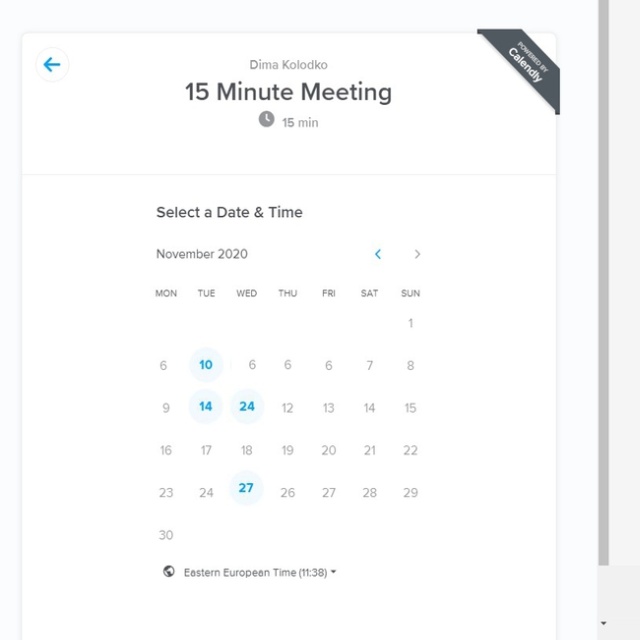 POWERED BY
Calendly
Dima Kolodko
15 Minute Meeting
15 min
Select a Date & Time
November 2020
MON TUE WED THU FRI SAT SUN
1
6 10 6 6 6 7 8
9 14 24 12 13 14 15
16 17 18 19 20 21 22
23 24 27 26 27 28 29
30
Eastern European Time (11:38)